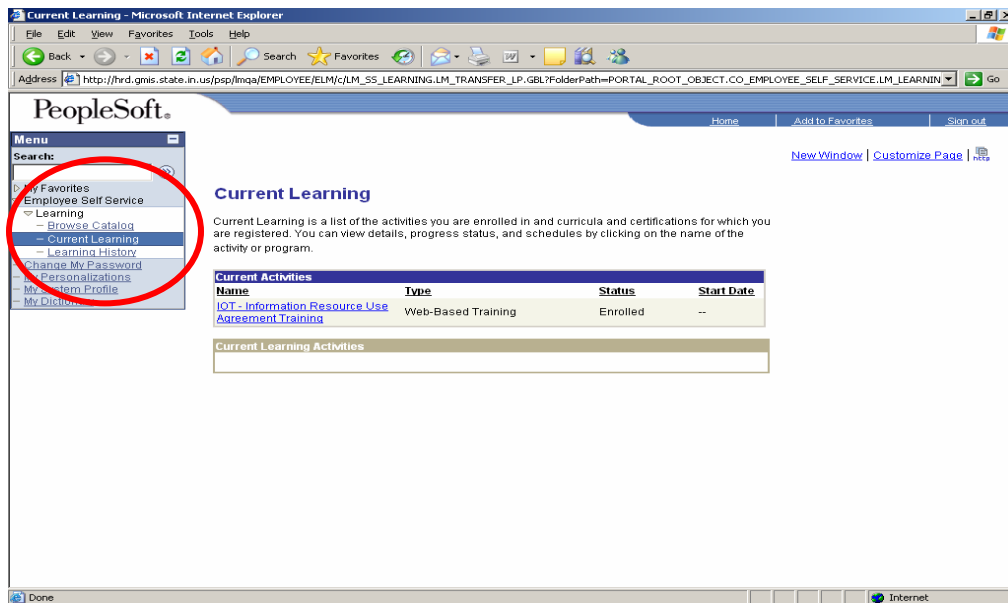 Current Learning - Microsoft Internet Explorer
File Edit View Favorites Tools Help
Back Search Favorites
Address http://hrd.gmis.state.in.us/psp/lmqa/EMPLOYEE/ELM/c/LM_SS_LEARNING.LM_TRANSFER_LP.GBL?FolderPath=PORTAL_ROOT_OBJECT.CO_EMPLOYEE_SELF_SERVICE.LM_LEARNIN Go
PeopleSoft®
Home Add to Favorites Sign out
Menu
Search:
New Window | Customize Page | http
My Favorites
Employee Self Service
Learning
– Browse Catalog
– Current Learning
– Learning History
– Change My Password
– My Personalizations
– My System Profile
– My Dictionary
Current Learning
Current Learning is a list of the activities you are enrolled in and curricula and certifications for which you
are registered. You can view details, progress status, and schedules by clicking on the name of the
activity or program.
Current Activities
Name Type Status Start Date
IOT - Information Resource Use
Agreement Training Web-Based Training Enrolled --
Current Learning Activities
Done Internet